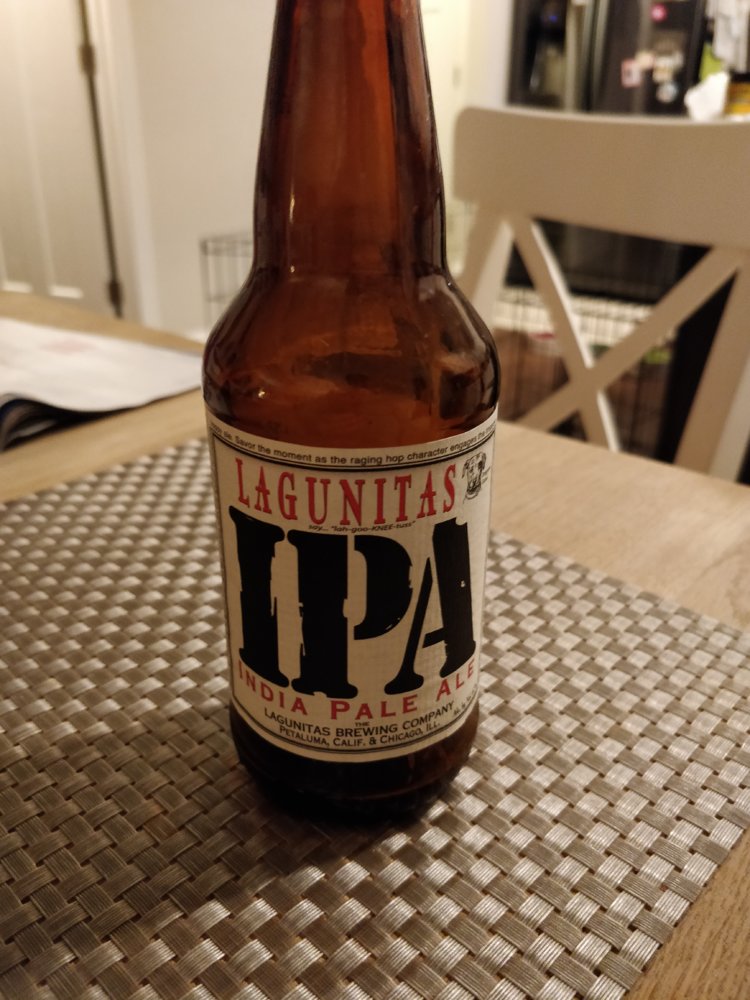 ale. Savor the moment as the raging hop character engages the
LAGUNITAS
say... "lah-goo-KNEE-tuss"
IPA
INDIA PALE ALE
THE
LAGUNITAS BREWING COMPANY
PETALUMA, CALIF. & CHICAGO, ILL.